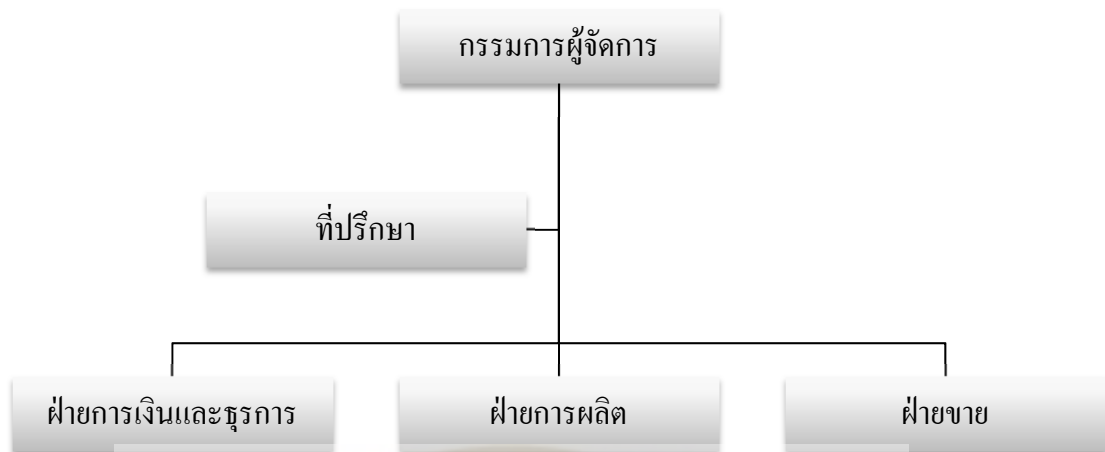 กรรมการผู้จัดการ
ที่ปรึกษา
ฝ่ายการเงินและธุรการ
ฝ่ายการผลิต
ฝ่ายขาย